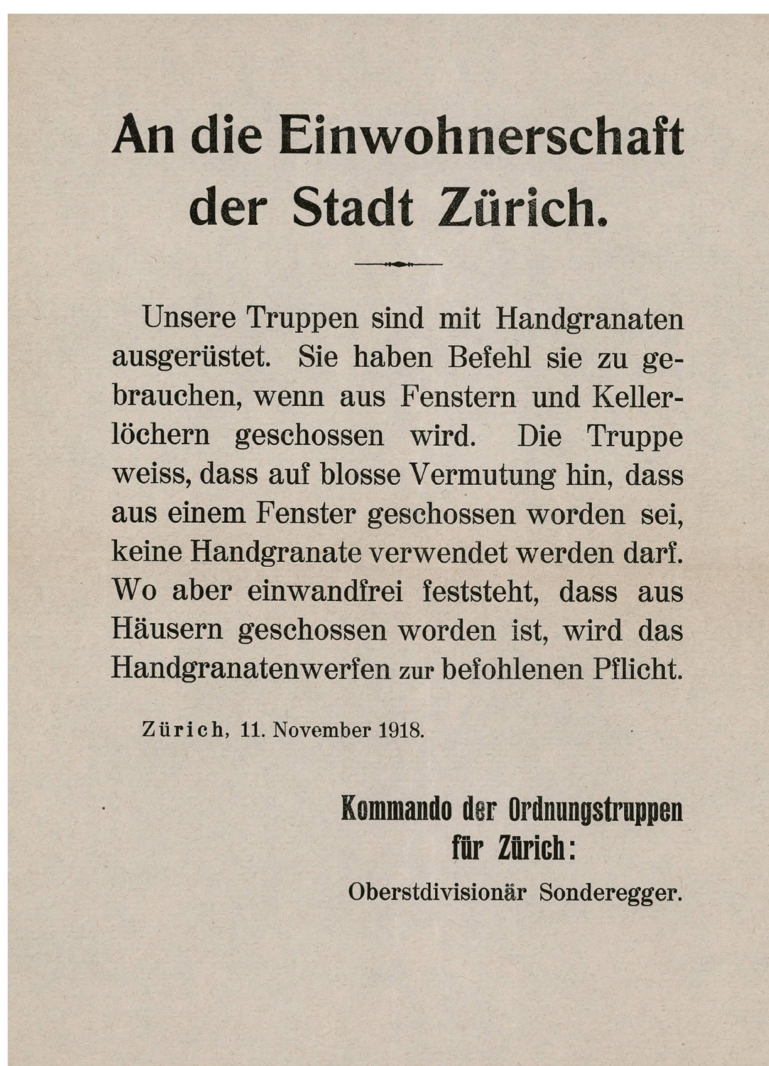 An die Einwohnerschaft
der Stadt Zürich.
Unsere Truppen sind mit Handgranaten
ausgerüstet. Sie haben Befehl sie zu ge-
brauchen, wenn aus Fenstern und Keller-
löchern geschossen wird. Die Truppe
weiss, dass auf blosse Vermutung hin, dass
aus einem Fenster geschossen worden sei,
keine Handgranate verwendet werden darf.
Wo aber einwandfrei feststeht, dass aus
Häusern geschossen worden ist, wird das
Handgranatenwerfen zur befohlenen Pflicht.
Zürich, 11. November 1918.
Kommando der Ordnungstruppen
für Zürich:
Oberstdivisionär Sonderegger.